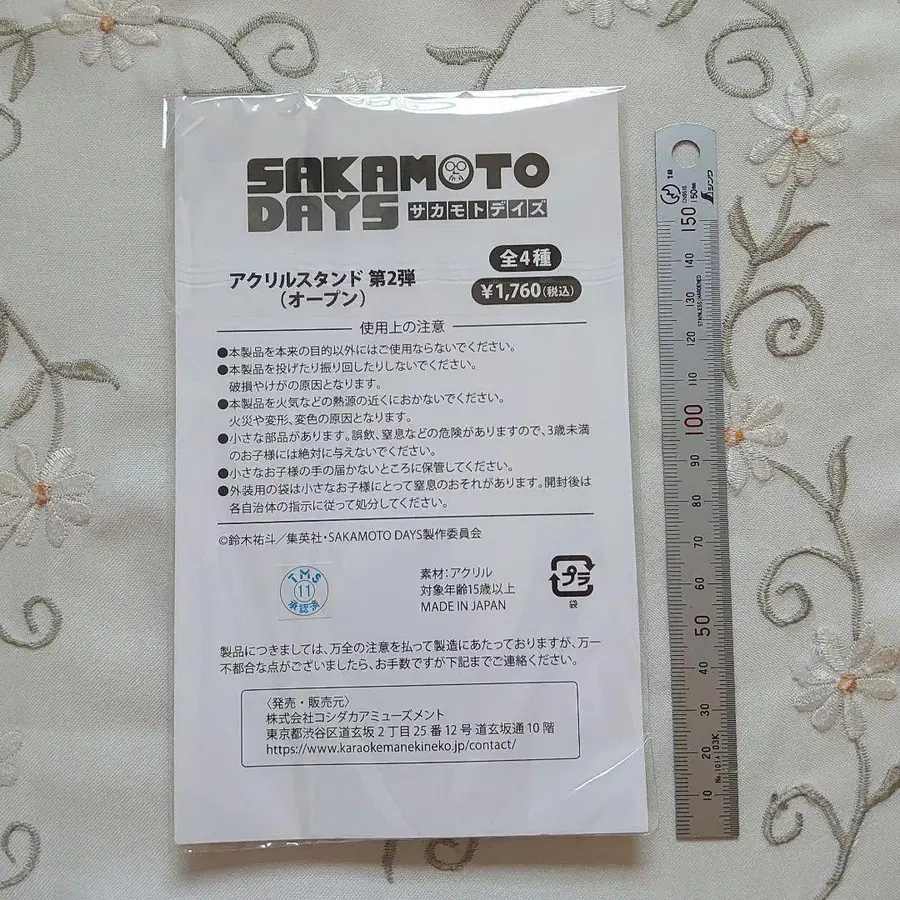 SAKAMOTO
DAYS サカモトデイズ
アクリルスタンド 第2弾
(オープン)
全4種
￥1,760(税込)
使用上の注意
●本製品を本来の目的以外にはご使用ならないでください。
●本製品を投げたり振り回したりしないでください。
破損やけがの原因となります。
●本製品を火気などの熱源の近くにおかないでください。
火災や変形、変色の原因となります。
●小さな部品があります。誤飲、窒息などの危険がありますので、3歳未満
のお子様には絶対に与えないでください。
●小さなお子様の手の届かないところに保管してください。
●外装用の袋は小さなお子様にとって窒息のおそれがあります。開封後は
各自治体の指示に従って処分してください。
©鈴木祐斗／集英社・SAKAMOTO DAYS製作委員会
TMS
11
承認済
素材：アクリル
対象年齢15歳以上
MADE IN JAPAN
プラ
袋
製品につきましては、万全の注意を払って製造にあたっておりますが、万一
不都合な点がございましたら、お手数ですが下記までご連絡ください。
〈発売・販売元〉
株式会社コシダカアミューズメント
東京都渋谷区道玄坂2丁目25番12号 道玄坂通10階
https://www.karaokemanekineko.jp/contact/
シンワ
1級
150mm
150
140
130
STAINLESS HARDENED
120
110
100
90
80
70
60
50
40
30
20
10